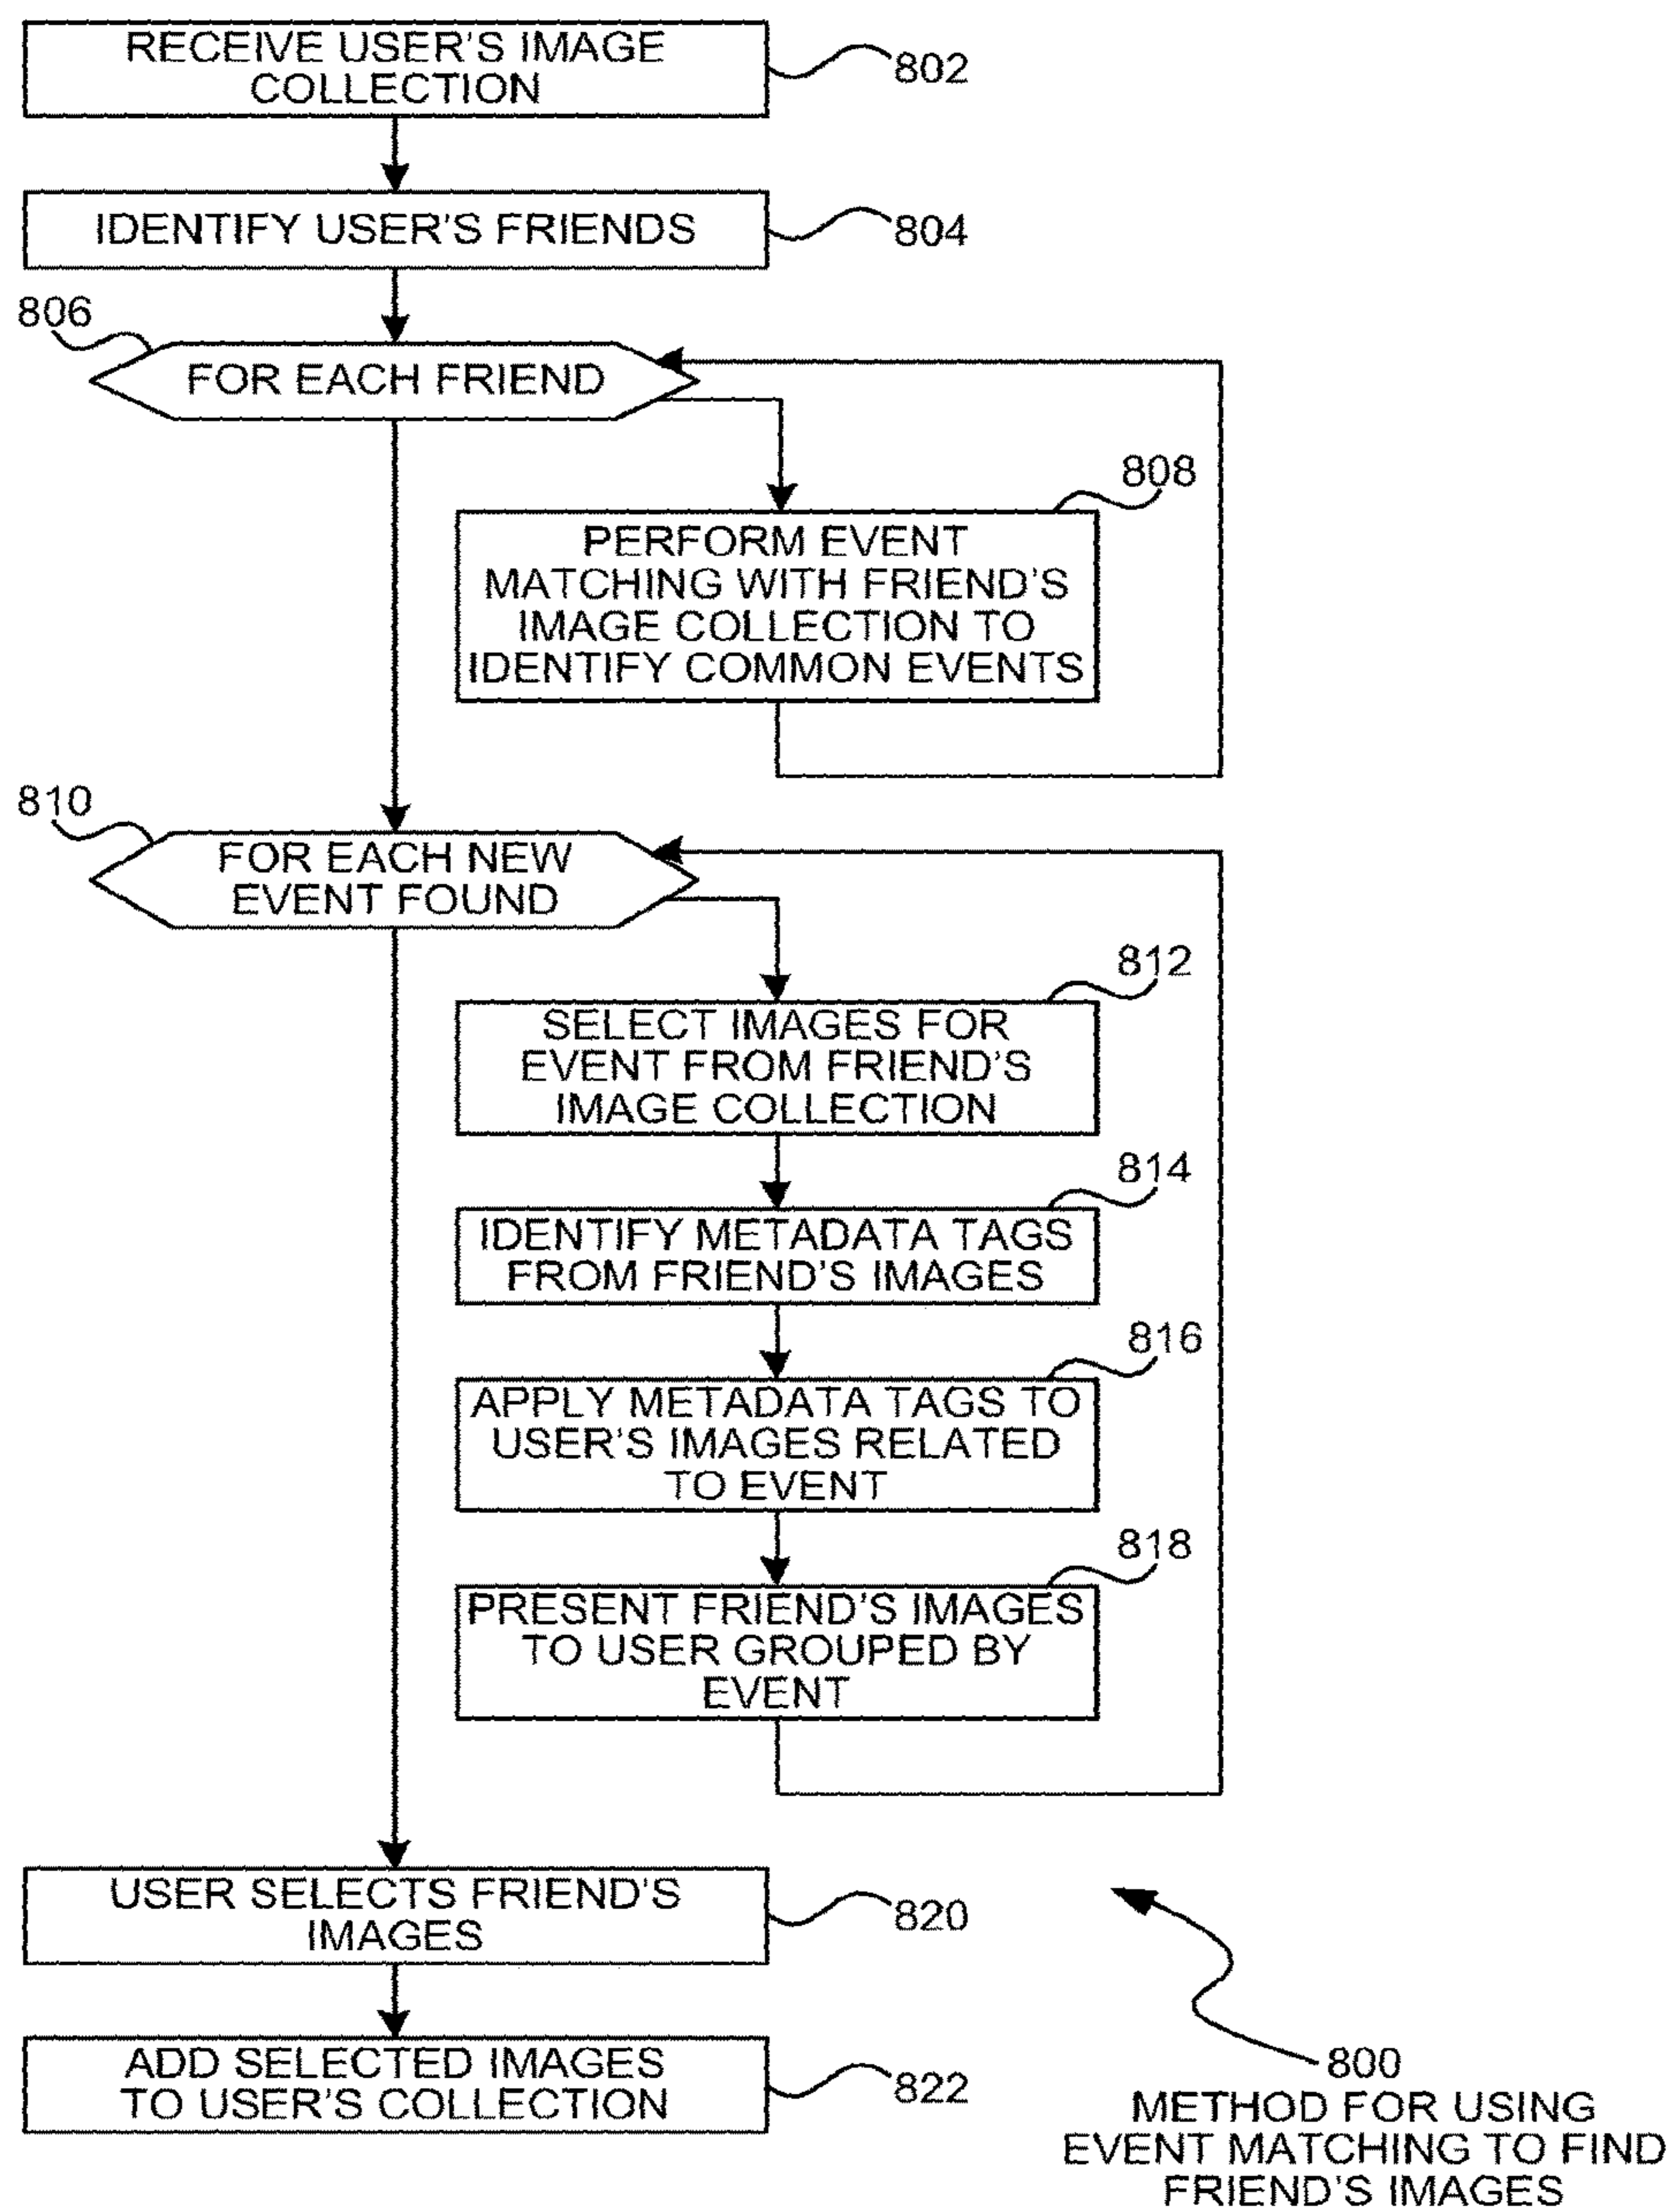 RECEIVE USER'S IMAGE
COLLECTION
802
IDENTIFY USER'S FRIENDS
804
806
FOR EACH FRIEND
808
PERFORM EVENT
MATCHING WITH FRIEND'S
IMAGE COLLECTION TO
IDENTIFY COMMON EVENTS
810
FOR EACH NEW
EVENT FOUND
812
SELECT IMAGES FOR
EVENT FROM FRIEND'S
IMAGE COLLECTION
814
IDENTIFY METADATA TAGS
FROM FRIEND'S IMAGES
816
APPLY METADATA TAGS TO
USER'S IMAGES RELATED
TO EVENT
818
PRESENT FRIEND'S IMAGES
TO USER GROUPED BY
EVENT
USER SELECTS FRIEND'S
IMAGES
820
ADD SELECTED IMAGES
TO USER'S COLLECTION
822
800
METHOD FOR USING
EVENT MATCHING TO FIND
FRIEND'S IMAGES